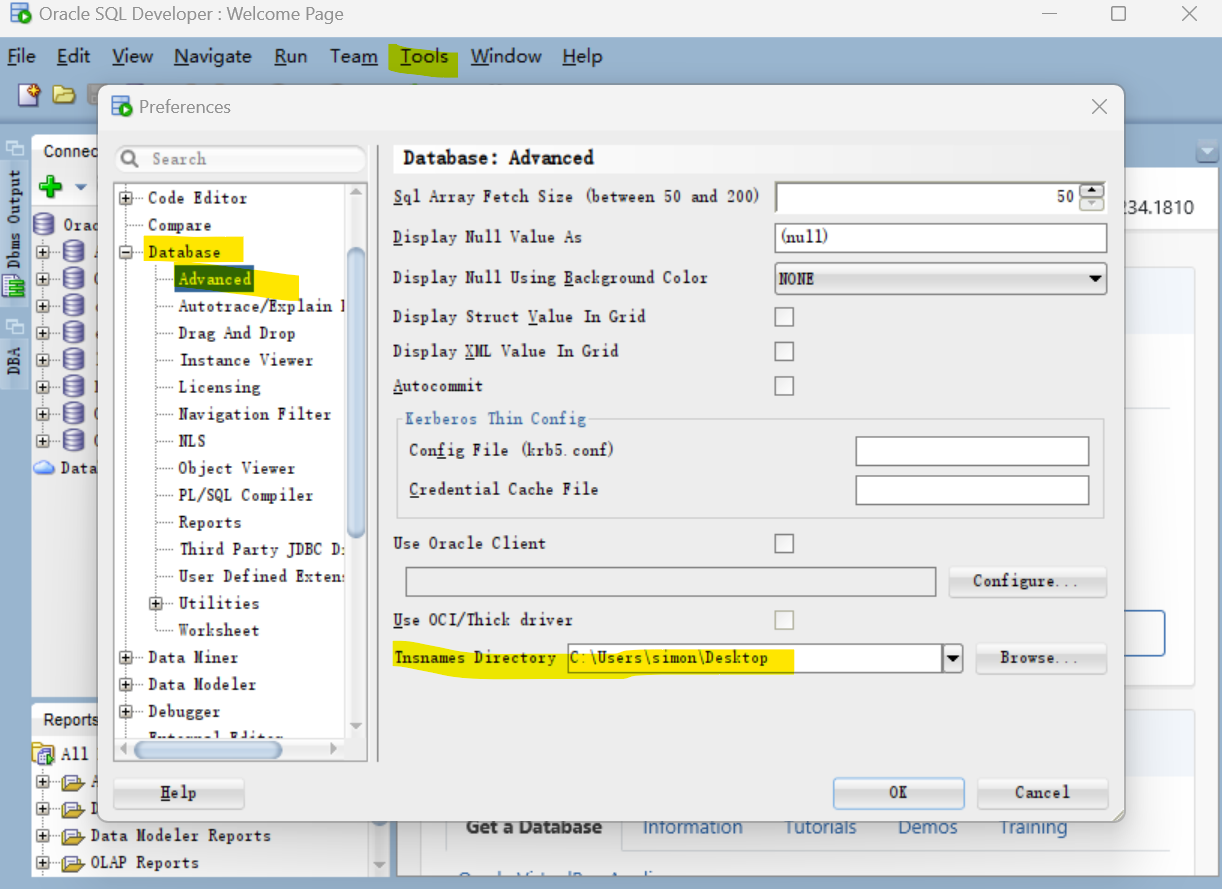 Oracle SQL Developer : Welcome Page
File Edit View Navigate Run Team Tools Window Help
Preferences
Connec
Search
Database: Advanced
Dbms Output
DBA
Code Editor
Compare
Database
Advanced
Autotrace/Explain
Drag And Drop
Instance Viewer
Licensing
Navigation Filter
NLS
Object Viewer
PL/SQL Compiler
Reports
Third Party JDBC D
User Defined Exten
Utilities
Worksheet
Data Miner
Data Modeler
Debugger
External Editor
Sql Array Fetch Size (between 50 and 200) 50
Display Null Value As (null)
Display Null Using Background Color NONE
Display Struct Value In Grid
Display XML Value In Grid
Autocommit
Kerberos Thin Config
Config File (krb5.conf)
Credential Cache File
Use Oracle Client
Configure...
Use OCI/Thick driver
Tnsnames Directory C:\Users\simon\Desktop Browse...
Help OK Cancel
234.1810
Orac
Data
Reports
All
Data Modeler Reports
OLAP Reports
Get a Database Information Tutorials Demos Training